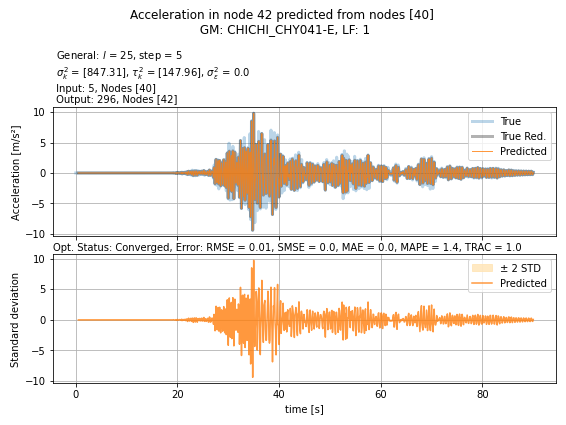 Acceleration in node 42 predicted from nodes [40]
GM: CHICHI_CHY041-E, LF: 1
General: l = 25, step = 5
σ²ₖ = [847.31], τ²ₖ = [147.96], σ²ε = 0.0
Input: 5, Nodes [40]
Output: 296, Nodes [42]
Acceleration [m/s²]
10
5
0
−5
−10
True
True Red.
Predicted
Opt. Status: Converged, Error: RMSE = 0.01, SMSE = 0.0, MAE = 0.0, MAPE = 1.4, TRAC = 1.0
Standard deviation
10
5
0
−5
−10
± 2 STD
Predicted
0 20 40 60 80
time [s]